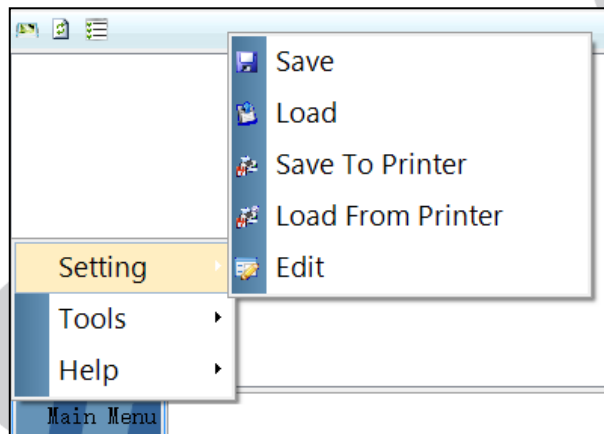 Save
Load
Save To Printer
Load From Printer
Edit
Setting
Tools
Help
Main Menu